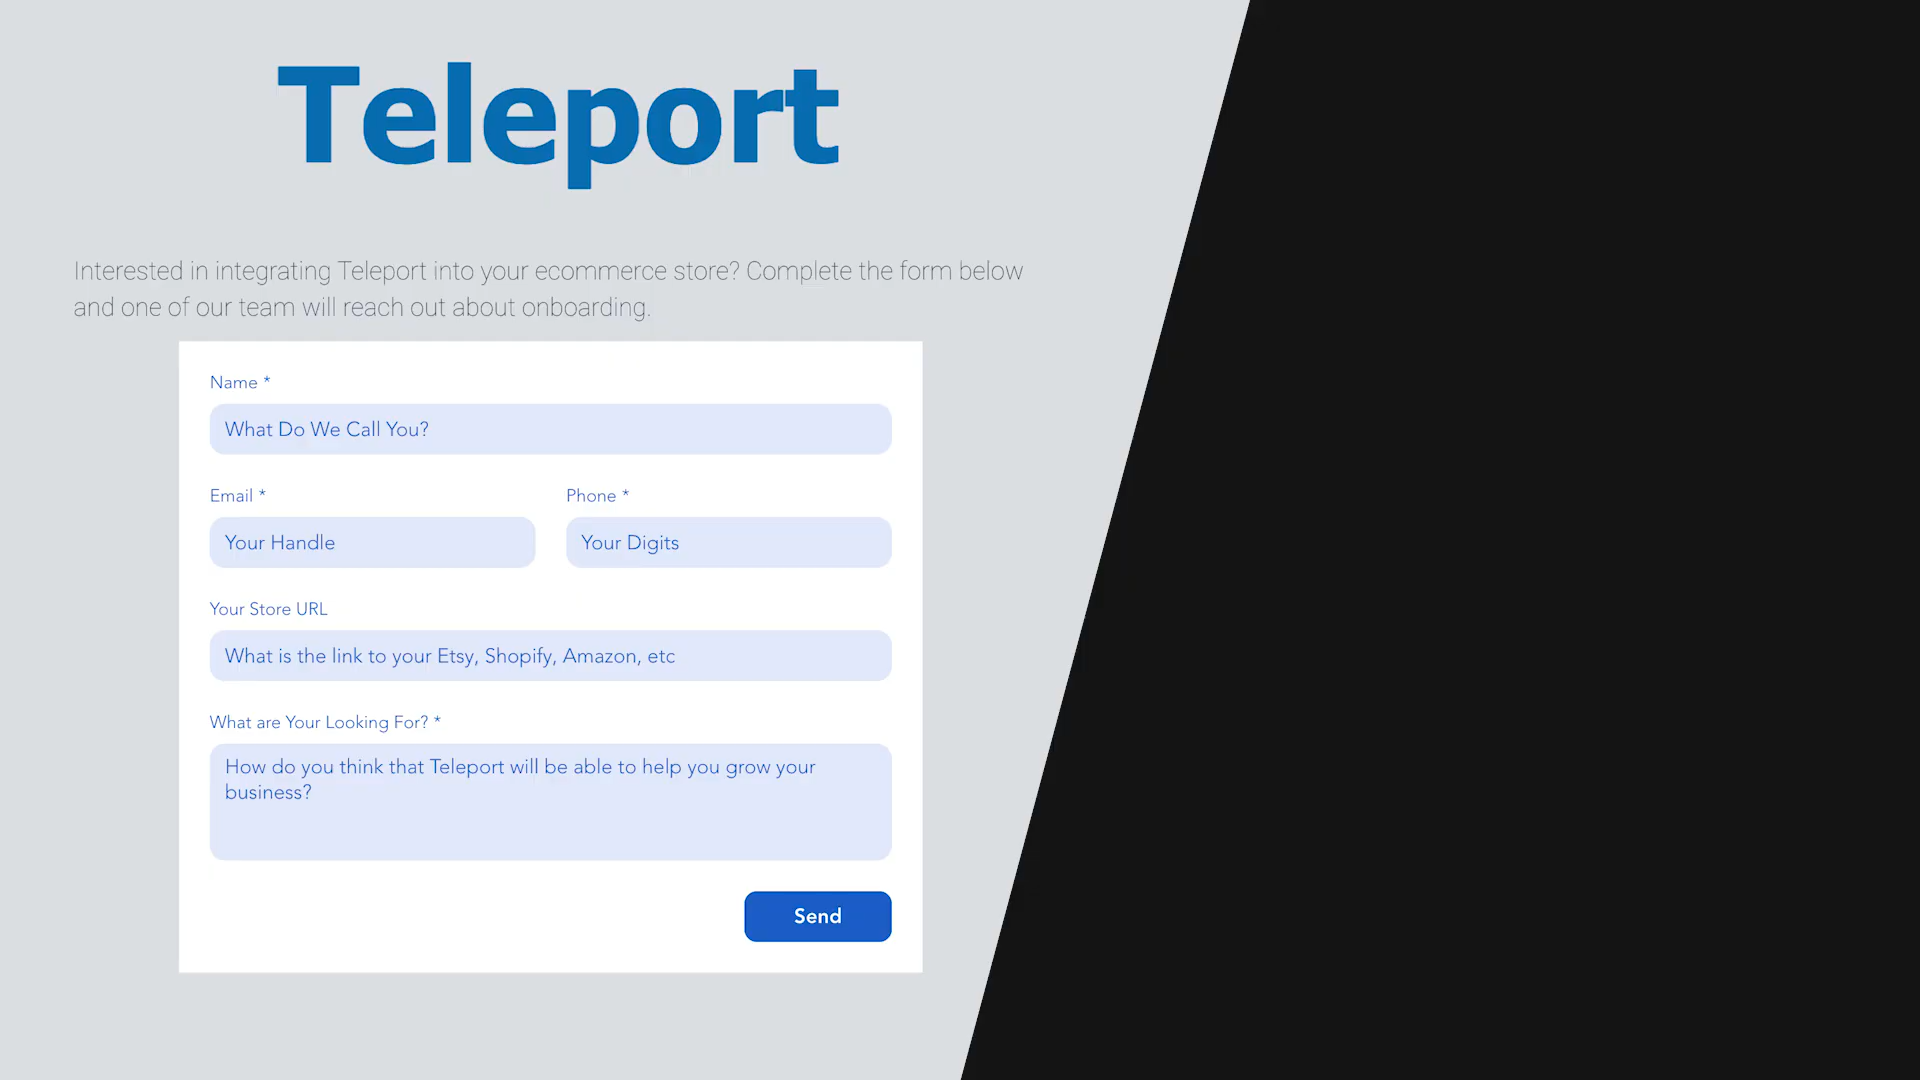 Teleport
Interested in integrating Teleport into your ecommerce store? Complete the form below
and one of our team will reach out about onboarding.
Name *
What Do We Call You?
Email *
Phone *
Your Handle
Your Digits
Your Store URL
What is the link to your Etsy, Shopify, Amazon, etc
What are Your Looking For? *
How do you think that Teleport will be able to help you grow your
business?
Send